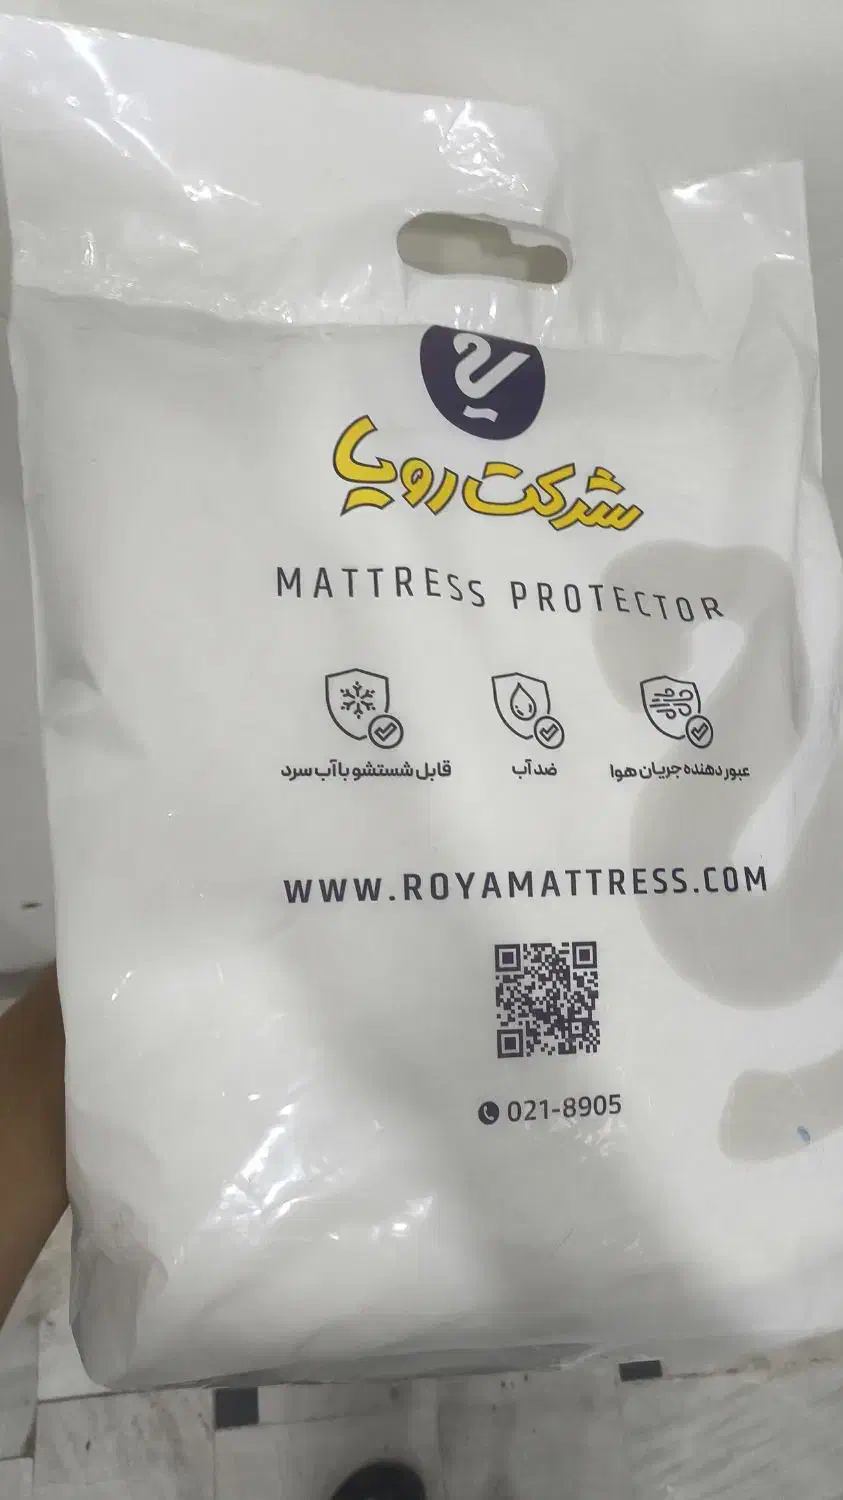 شرکت رویا
MATTRESS PROTECTOR
عبور دهنده جریان هوا
ضد آب
قابل شستشو با آب سرد
WWW.ROYAMATTRESS.COM
021-8905